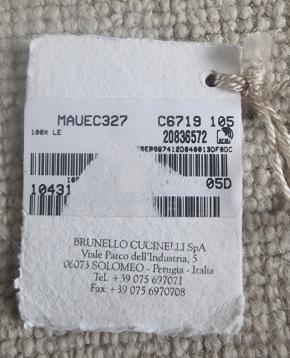 MAUEC327 C6719 105
100% LE 20836572
10431 05D
BRUNELLO CUCINELLI SpA
Viale Parco dell'Industria, 5
06073 SOLOMEO - Perugia - Italia
Tel. +39 075 697071
Fax +39 075 6970708